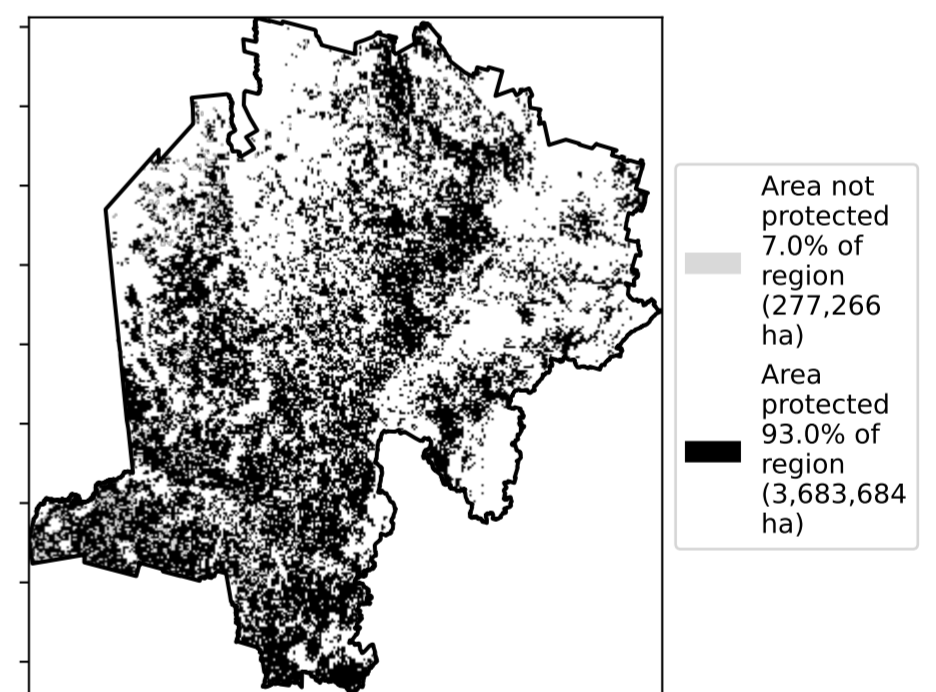 Area not
protected
7.0% of
region
(277,266
ha)
Area
protected
93.0% of
region
(3,683,684
ha)